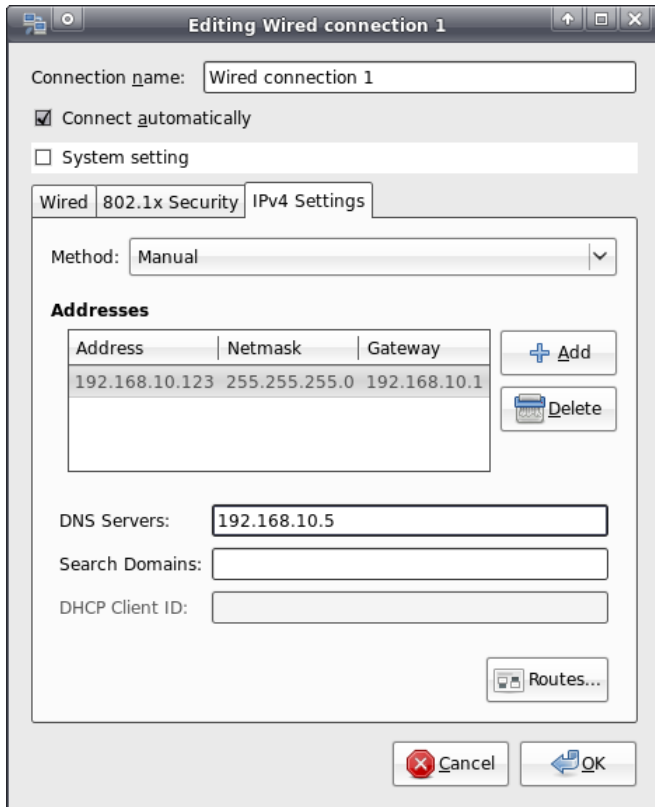 Editing Wired connection 1
Connection name: Wired connection 1
Connect automatically
System setting
Wired 802.1x Security IPv4 Settings
Method: Manual
Addresses
Address Netmask Gateway
Add
192.168.10.123 255.255.255.0 192.168.10.1
Delete
DNS Servers: 192.168.10.5
Search Domains:
DHCP Client ID:
Routes...
Cancel OK